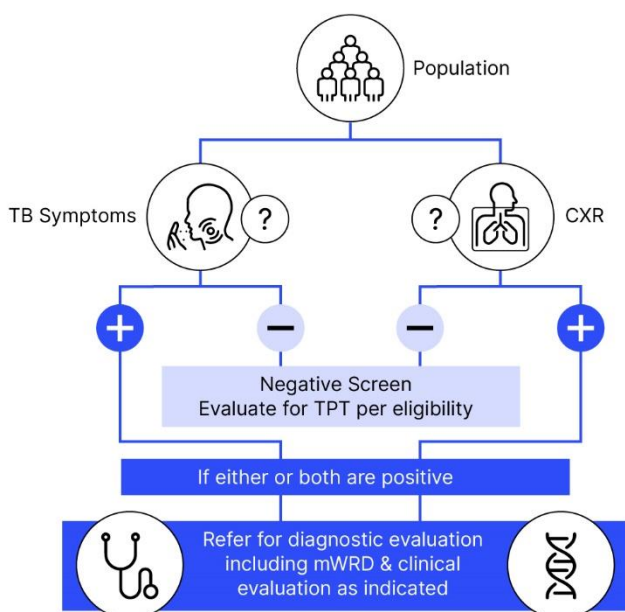 Population
TB Symptoms
?
?
CXR
+
−
−
+
Negative Screen
Evaluate for TPT per eligibility
If either or both are positive
Refer for diagnostic evaluation
including mWRD & clinical
evaluation as indicated